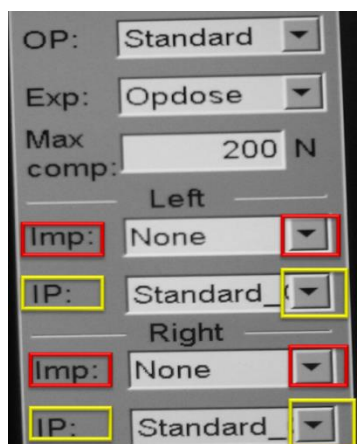 OP: Standard
Exp: Opdose
Max comp: 200 N
Left
Imp: None
IP: Standard_
Right
Imp: None
IP: Standard_